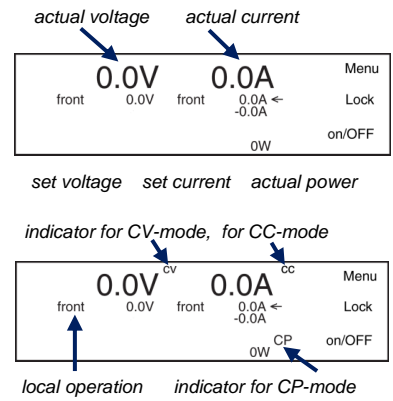 actual voltage actual current
0.0V 0.0A Menu
front 0.0V front 0.0A ← Lock
-0.0A
on/OFF
0W
set voltage set current actual power
indicator for CV-mode, for CC-mode
cv cc
0.0V 0.0A Menu
front 0.0V front 0.0A ← Lock
-0.0A
CP on/OFF
0W
local operation indicator for CP-mode